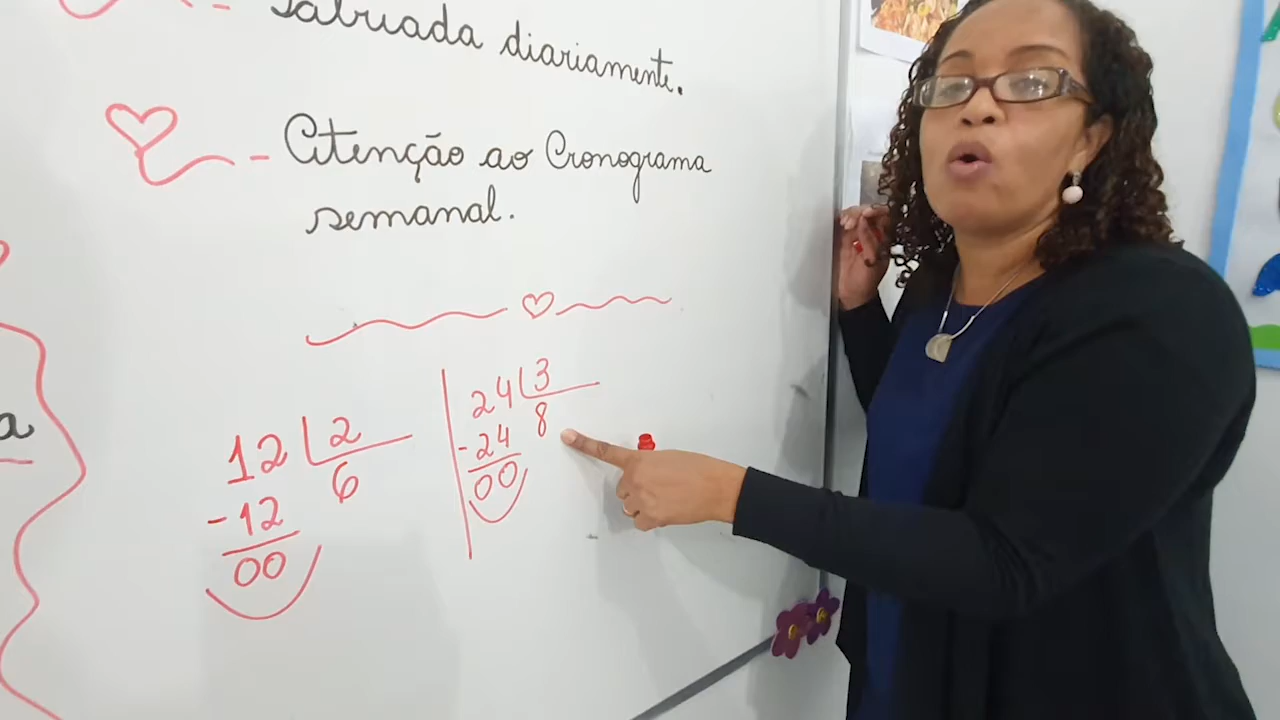 tabuada diariamente.
- Atenção ao Cronograma
semanal.
a
12 2
6
- 12
00
24 3
8
- 24
00